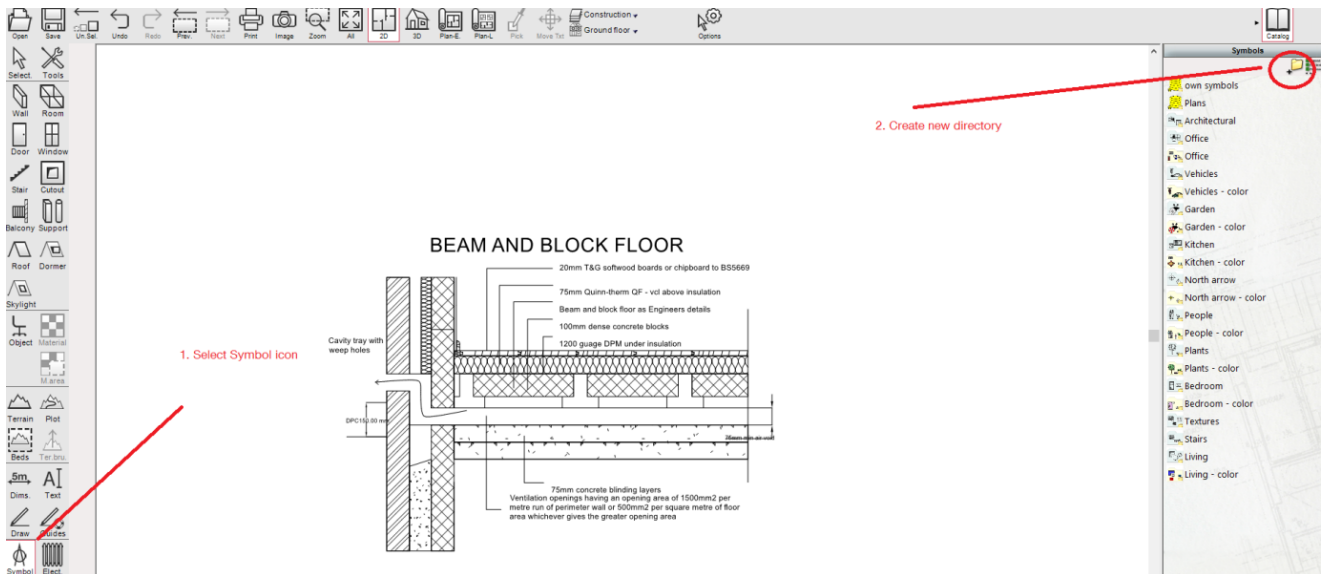 Open Save Un.Sel. Undo Redo Prev. Next Print Image Zoom All 2D 3D Plan-E. Plan-L Pick Move Txt
Construction
Ground floor
Options
Catalog
Select. Tools
Wall Room
Door Window
Stair Cutout
Balcony Support
Roof Dormer
Skylight
Object Material
M.area
Terrain Plot
Beds Ter.bru.
5m
Dims. Text
Draw Guides
Symbol Elect.
1. Select Symbol icon
BEAM AND BLOCK FLOOR
20mm T&G softwood boards or chipboard to BS5669
75mm Quinn-therm QF - vcl above insulation
Beam and block floor as Engineers details
100mm dense concrete blocks
1200 guage DPM under insulation
Cavity tray with
weep holes
DPC150.00 mm
75mm min air void
75mm concrete blinding layers
Ventilation openings having an opening area of 1500mm2 per
metre run of perimeter wall or 500mm2 per square metre of floor
area whichever gives the greater opening area
2. Create new directory
Symbols
own symbols
Plans
Architectural
Office
Office
Vehicles
Vehicles - color
Garden
Garden - color
Kitchen
Kitchen - color
North arrow
North arrow - color
People
People - color
Plants
Plants - color
Bedroom
Bedroom - color
Textures
Stairs
Living
Living - color